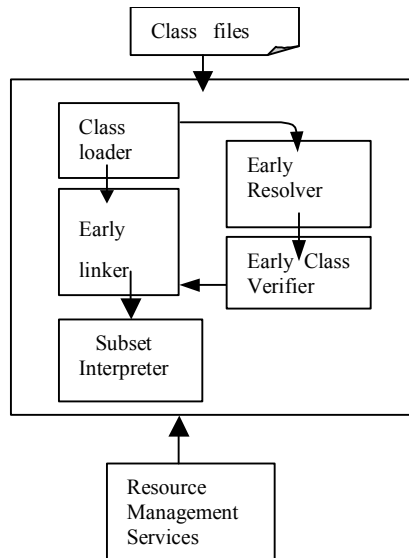 Class files
Class
loader
Early
Resolver
Early
linker
Early Class
Verifier
Subset
Interpreter
Resource
Management
Services